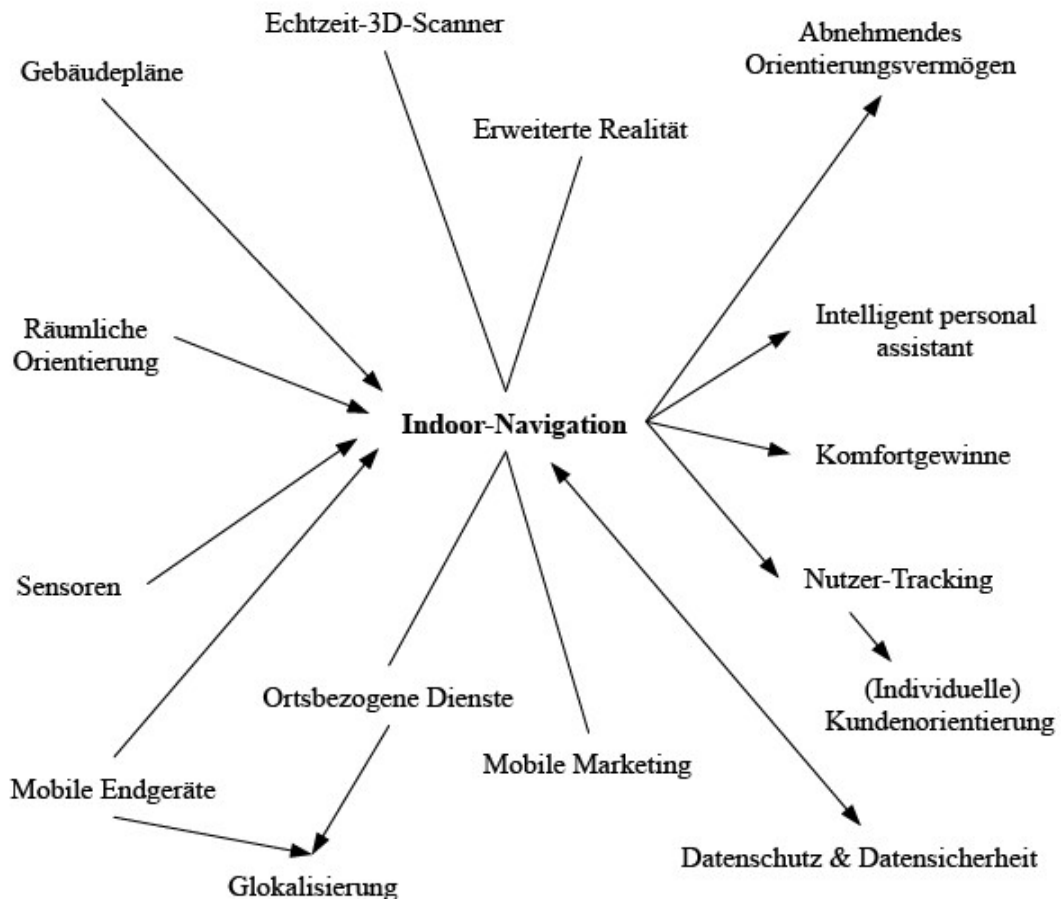 Echtzeit-3D-Scanner
Abnehmendes
Orientierungsvermögen
Gebäudepläne
Erweiterte Realität
Räumliche
Orientierung
Intelligent personal
assistant
Indoor-Navigation
Komfortgewinne
Sensoren
Nutzer-Tracking
Ortsbezogene Dienste
(Individuelle)
Kundenorientierung
Mobile Marketing
Mobile Endgeräte
Datenschutz & Datensicherheit
Glokalisierung